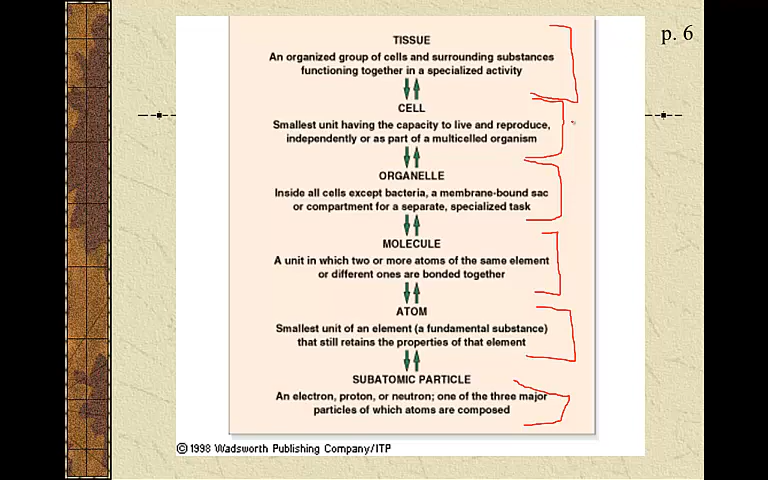 p. 6
TISSUE
An organized group of cells and surrounding substances
functioning together in a specialized activity
CELL
Smallest unit having the capacity to live and reproduce,
independently or as part of a multicelled organism
ORGANELLE
Inside all cells except bacteria, a membrane-bound sac
or compartment for a separate, specialized task
MOLECULE
A unit in which two or more atoms of the same element
or different ones are bonded together
ATOM
Smallest unit of an element (a fundamental substance)
that still retains the properties of that element
SUBATOMIC PARTICLE
An electron, proton, or neutron; one of the three major
particles of which atoms are composed
© 1998 Wadsworth Publishing Company/ITP